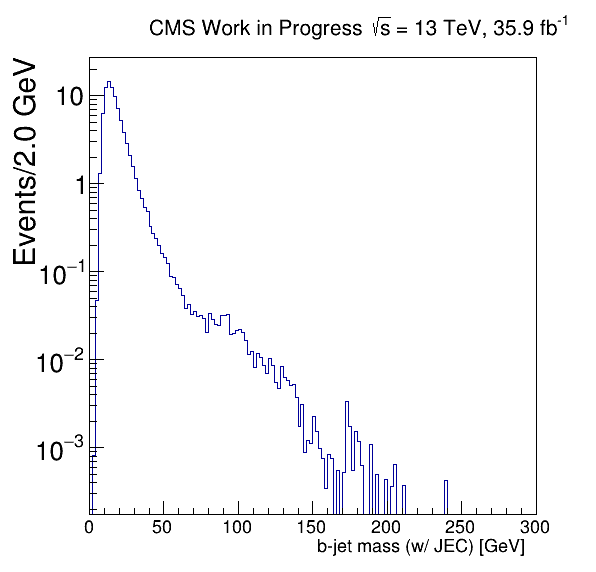 CMS Work in Progress √s = 13 TeV, 35.9 fb⁻¹
Events/2.0 GeV
10
1
10⁻¹
10⁻²
10⁻³
0 50 100 150 200 250 300
b-jet mass (w/ JEC) [GeV]